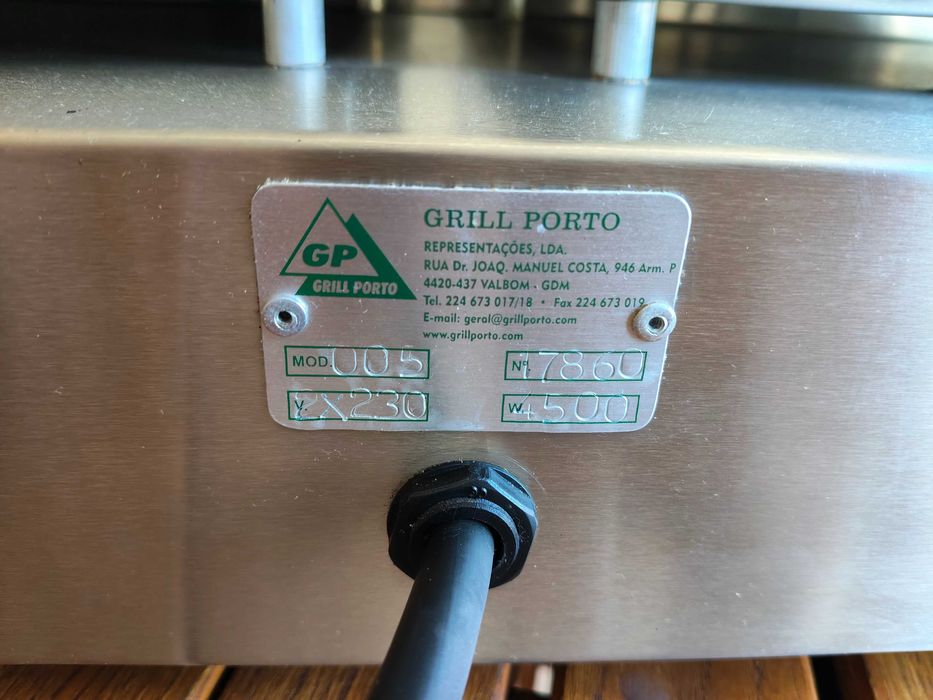 GP
GRILL PORTO
GRILL PORTO
REPRESENTAÇÕES, LDA.
RUA Dr. JOAQ. MANUEL COSTA, 946 Arm. P
4420-437 VALBOM - GDM
Tel. 224 673 017/18 • Fax 224 673 019
E-mail: geral@grillporto.com
www.grillporto.com
MOD. 005 Nº. 17860
V. 2X230 W. 4500